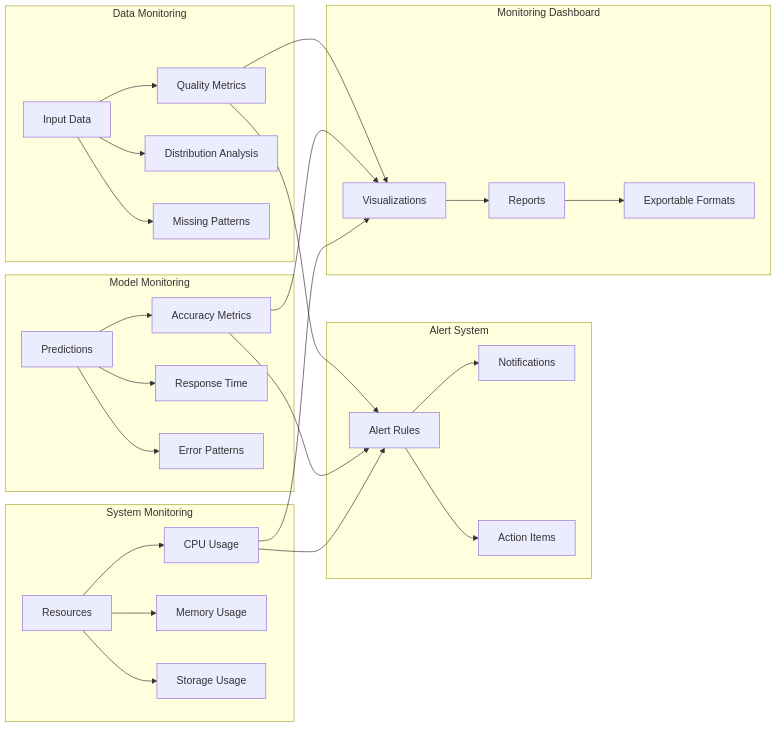 Data Monitoring
Input Data
Quality Metrics
Distribution Analysis
Missing Patterns
Model Monitoring
Predictions
Accuracy Metrics
Response Time
Error Patterns
System Monitoring
Resources
CPU Usage
Memory Usage
Storage Usage
Monitoring Dashboard
Visualizations
Reports
Exportable Formats
Alert System
Alert Rules
Notifications
Action Items